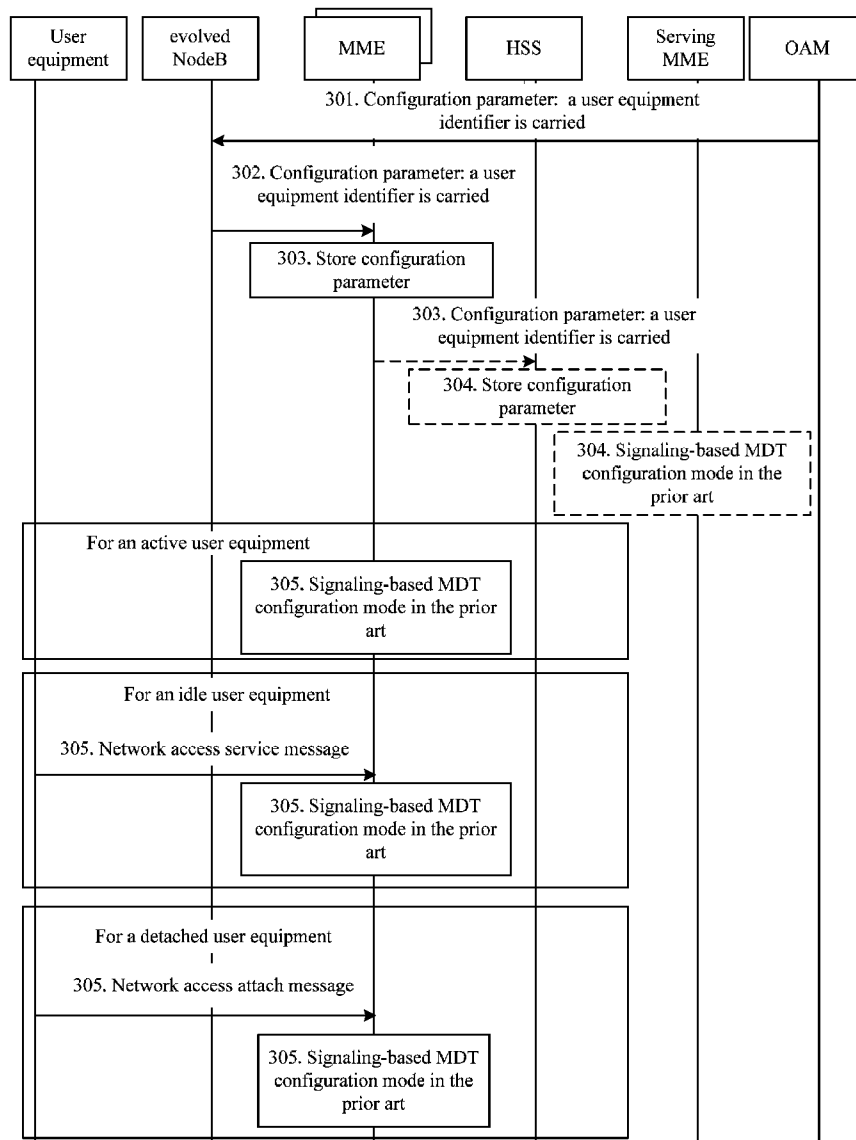 User
equipment
evolved
NodeB
MME
HSS
Serving
MME
OAM
301. Configuration parameter: a user equipment
identifier is carried
302. Configuration parameter: a user
equipment identifier is carried
303. Store configuration
parameter
303. Configuration parameter: a user
equipment identifier is carried
304. Store configuration
parameter
304. Signaling-based MDT
configuration mode in the
prior art
For an active user equipment
305. Signaling-based MDT
configuration mode in the prior
art
For an idle user equipment
305. Network access service message
305. Signaling-based MDT
configuration mode in the prior
art
For a detached user equipment
305. Network access attach message
305. Signaling-based MDT
configuration mode in the
prior art